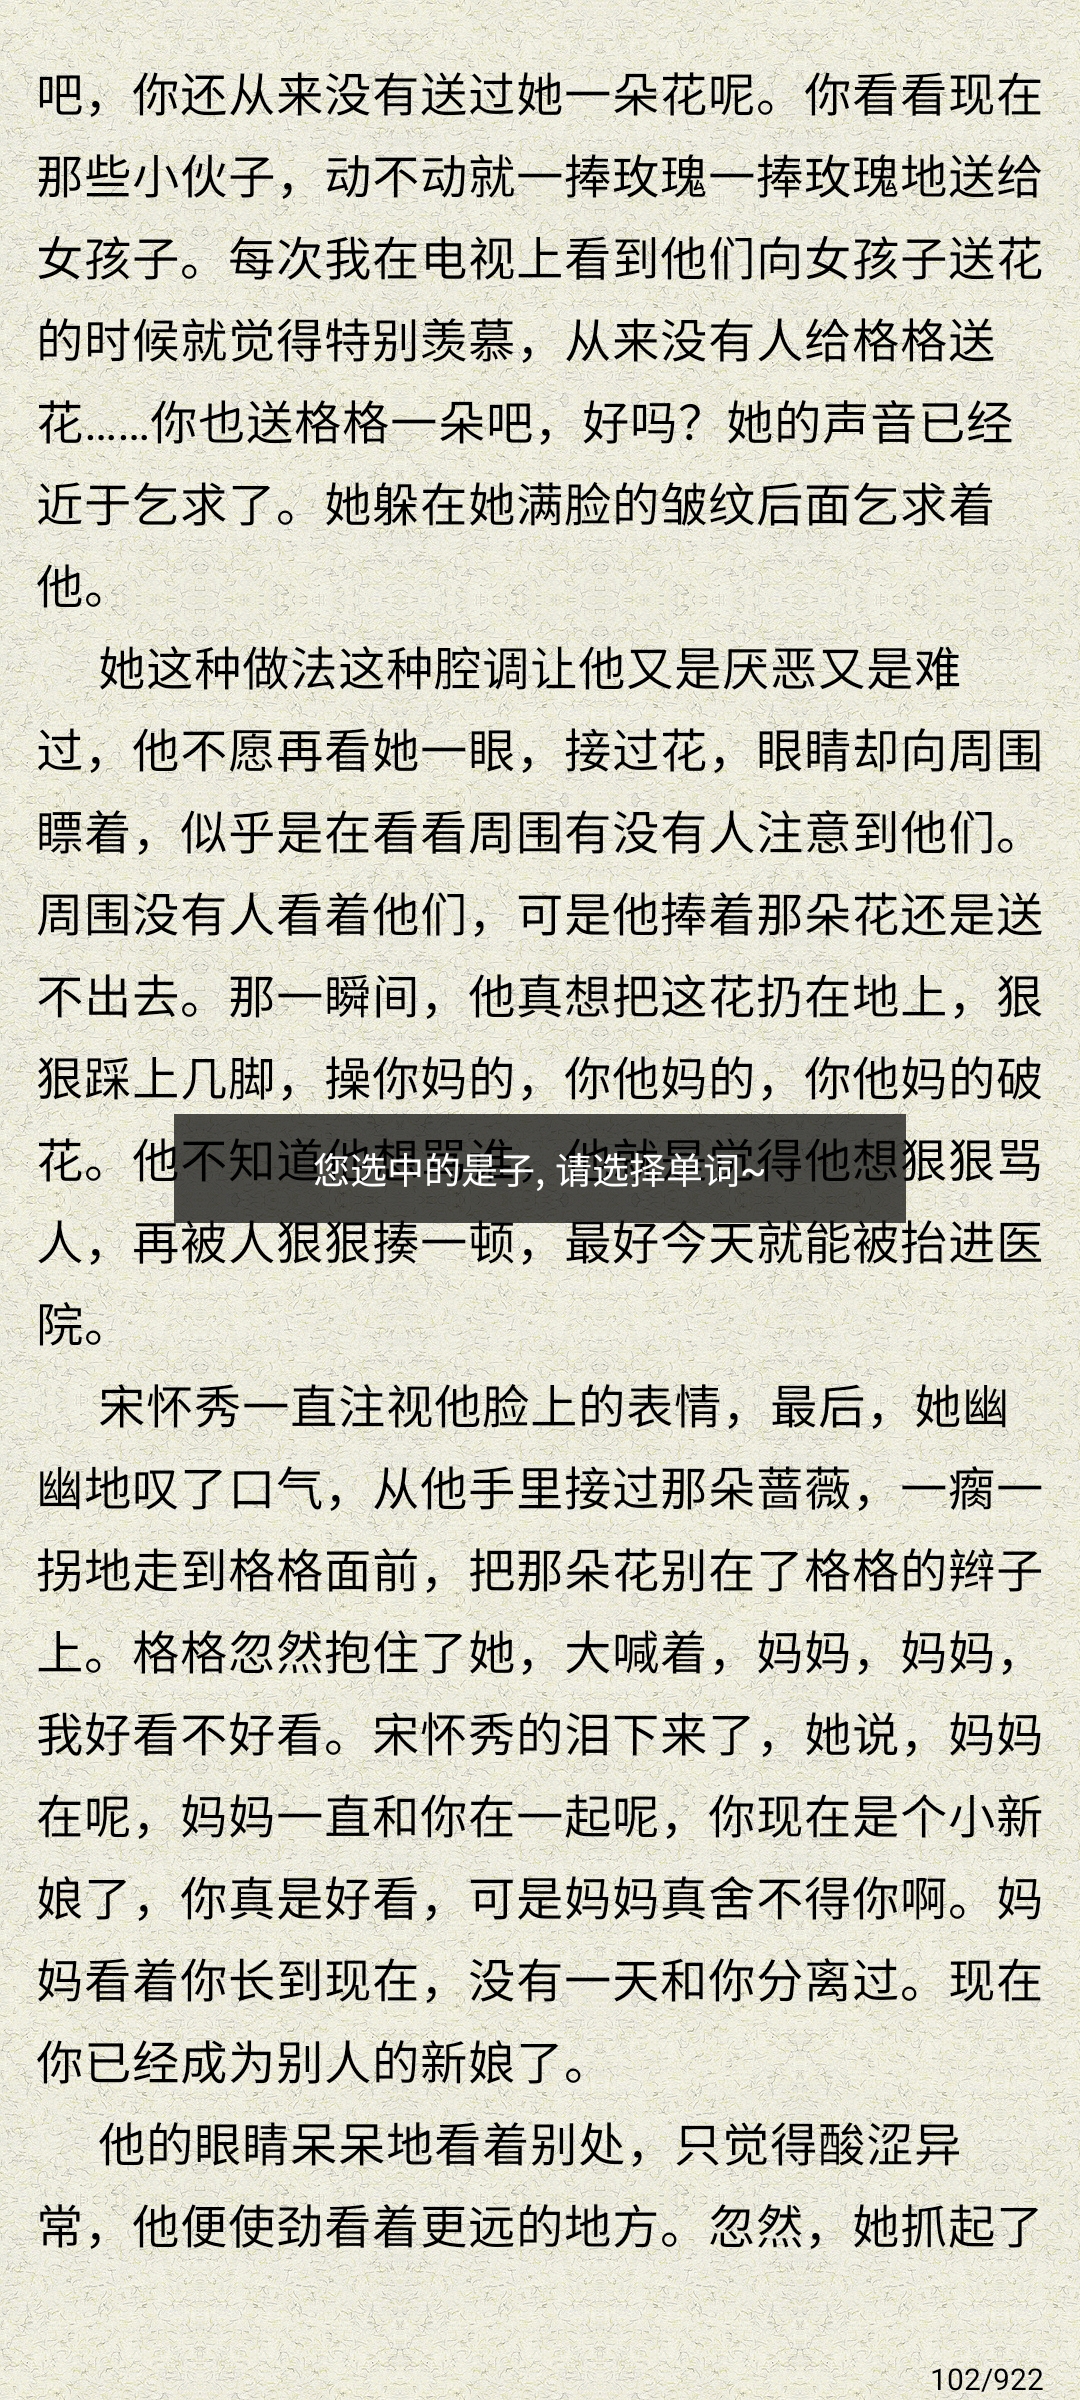 吧，你还从来没有送过她一朵花呢。你看看现在
那些小伙子，动不动就一捧玫瑰一捧玫瑰地送给
女孩子。每次我在电视上看到他们向女孩子送花
的时候就觉得特别羡慕，从来没有人给格格送
花……你也送格格一朵吧，好吗？她的声音已经
近于乞求了。她躲在她满脸的皱纹后面乞求着
他。
她这种做法这种腔调让他又是厌恶又是难
过，他不愿再看她一眼，接过花，眼睛却向周围
瞟着，似乎是在看看周围有没有人注意到他们。
周围没有人看着他们，可是他捧着那朵花还是送
不出去。那一瞬间，他真想把这花扔在地上，狠
狠踩上几脚，操你妈的，你他妈的，你他妈的破
花。他不知道他想骂谁，他就是觉得他想狠狠骂
您选中的是子, 请选择单词~
人，再被人狠狠揍一顿，最好今天就能被抬进医
院。
宋怀秀一直注视他脸上的表情，最后，她幽
幽地叹了口气，从他手里接过那朵蔷薇，一瘸一
拐地走到格格面前，把那朵花别在了格格的辫子
上。格格忽然抱住了她，大喊着，妈妈，妈妈，
我好看不好看。宋怀秀的泪下来了，她说，妈妈
在呢，妈妈一直和你在一起呢，你现在是个小新
娘了，你真是好看，可是妈妈真舍不得你啊。妈
妈看着你长到现在，没有一天和你分离过。现在
你已经成为别人的新娘了。
他的眼睛呆呆地看着别处，只觉得酸涩异
常，他便使劲看着更远的地方。忽然，她抓起了
102/922